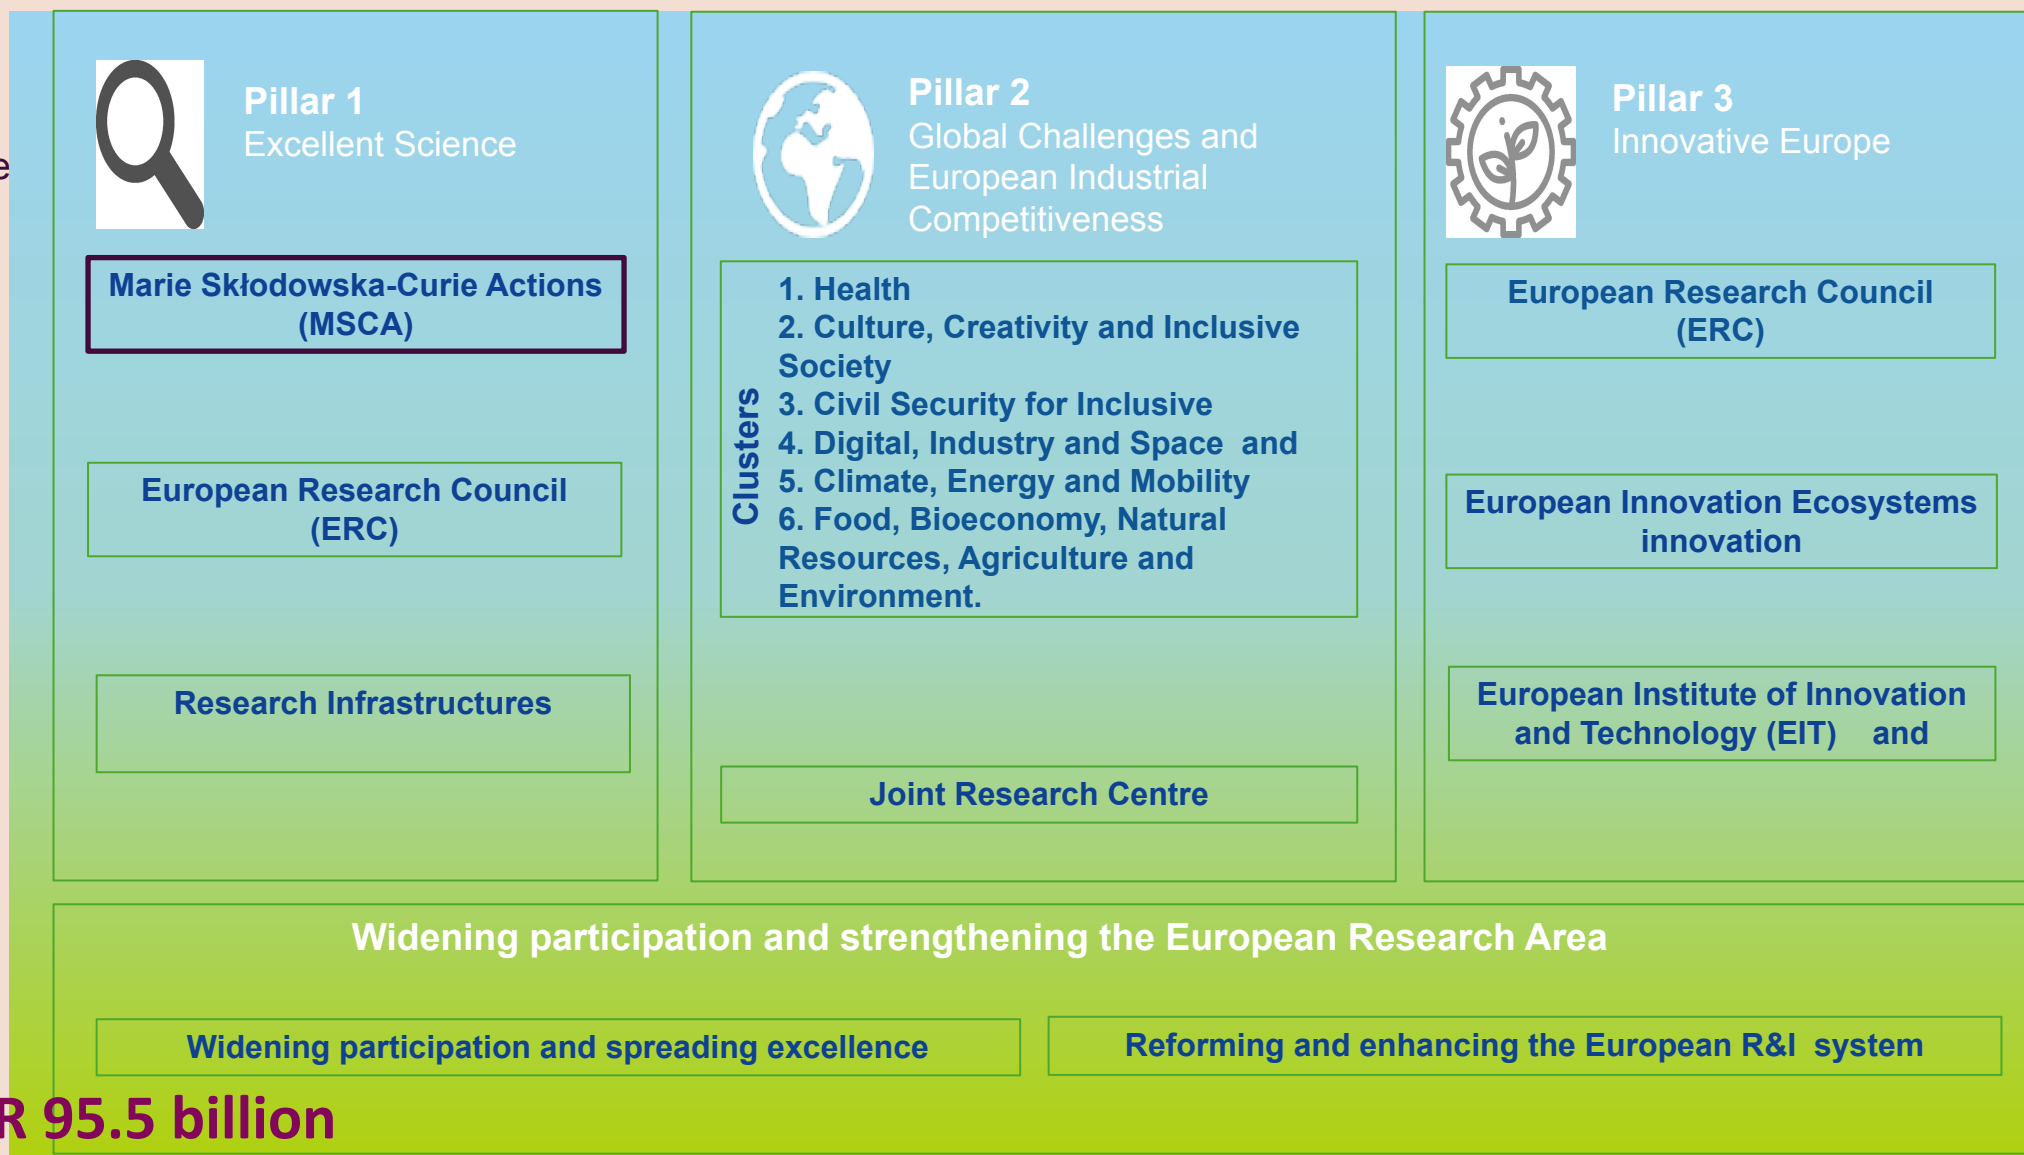 Pillar 1
Excellent Science
e
Marie Skłodowska-Curie Actions
(MSCA)
European Research Council
(ERC)
Research Infrastructures
Pillar 2
Global Challenges and
European Industrial
Competitiveness
Clusters
1. Health
2. Culture, Creativity and Inclusive
Society
3. Civil Security for Inclusive
4. Digital, Industry and Space and
5. Climate, Energy and Mobility
6. Food, Bioeconomy, Natural
Resources, Agriculture and
Environment.
Joint Research Centre
Pillar 3
Innovative Europe
European Research Council
(ERC)
European Innovation Ecosystems
innovation
European Institute of Innovation
and Technology (EIT) and
Widening participation and strengthening the European Research Area
Widening participation and spreading excellence
Reforming and enhancing the European R&I system
R 95.5 billion